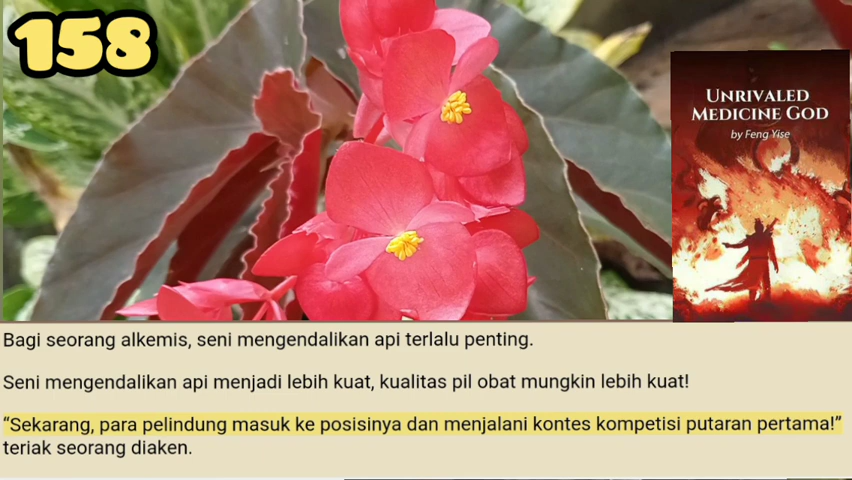 158
UNRIVALED
MEDICINE GOD
by Feng Yise
Bagi seorang alkemis, seni mengendalikan api terlalu penting.
Seni mengendalikan api menjadi lebih kuat, kualitas pil obat mungkin lebih kuat!
“Sekarang, para pelindung masuk ke posisinya dan menjalani kontes kompetisi putaran pertama!”
teriak seorang diaken.